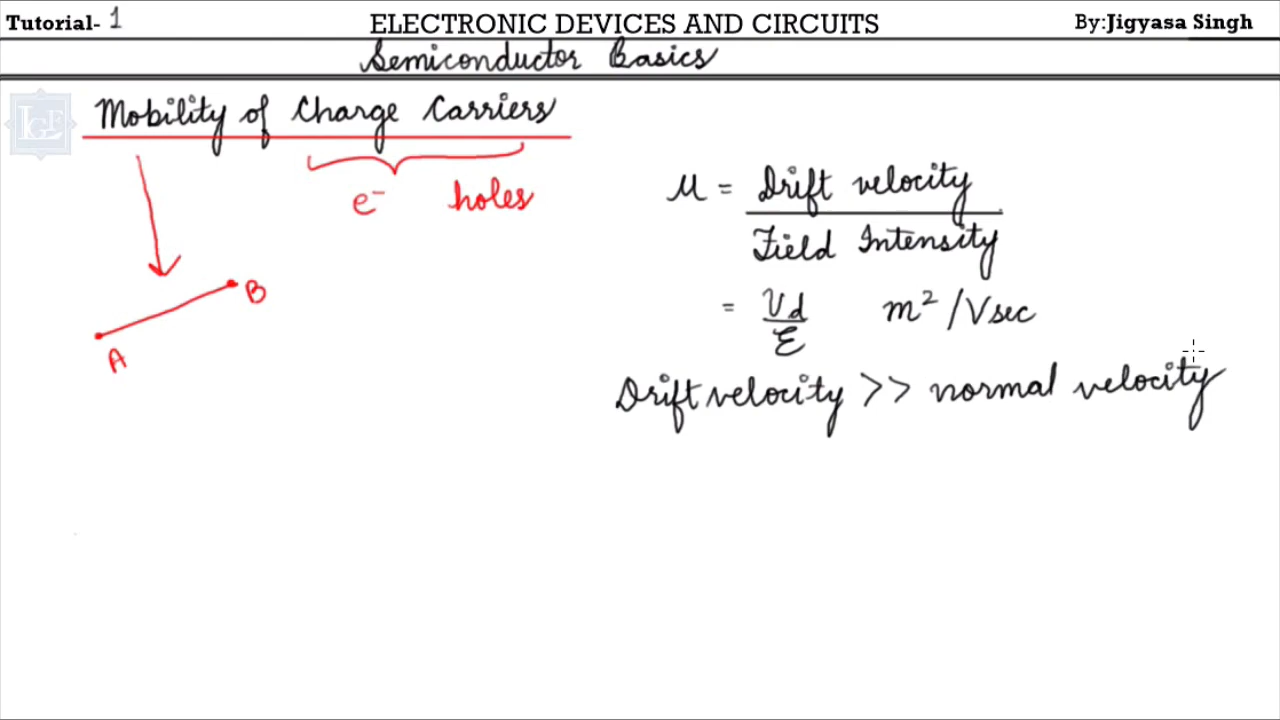 Tutorial- 1
ELECTRONIC DEVICES AND CIRCUITS
By:Jigyasa Singh
Semiconductor Basics
IGE
Mobility of Charge Carriers
e⁻ holes
A
B
μ = Drift velocity
Field Intensity
= Vd/ε m²/Vsec
Drift velocity >> normal velocity